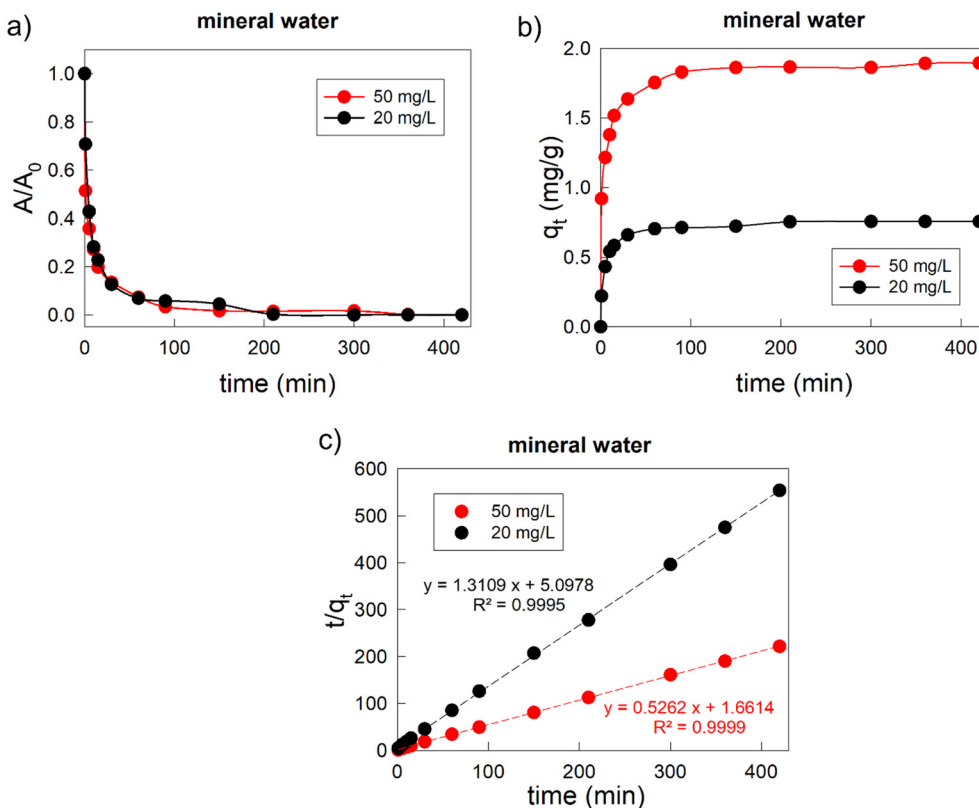 a)
mineral water
1.0
0.8
0.6
0.4
0.2
0.0
A/A₀
50 mg/L
20 mg/L
0 100 200 300 400
time (min)
b)
mineral water
2.0
1.5
1.0
0.5
0.0
qₜ (mg/g)
50 mg/L
20 mg/L
0 100 200 300 400
time (min)
c)
mineral water
600
500
400
300
200
100
0
t/qₜ
50 mg/L
20 mg/L
y = 1.3109 x + 5.0978
R² = 0.9995
y = 0.5262 x + 1.6614
R² = 0.9999
0 100 200 300 400
time (min)